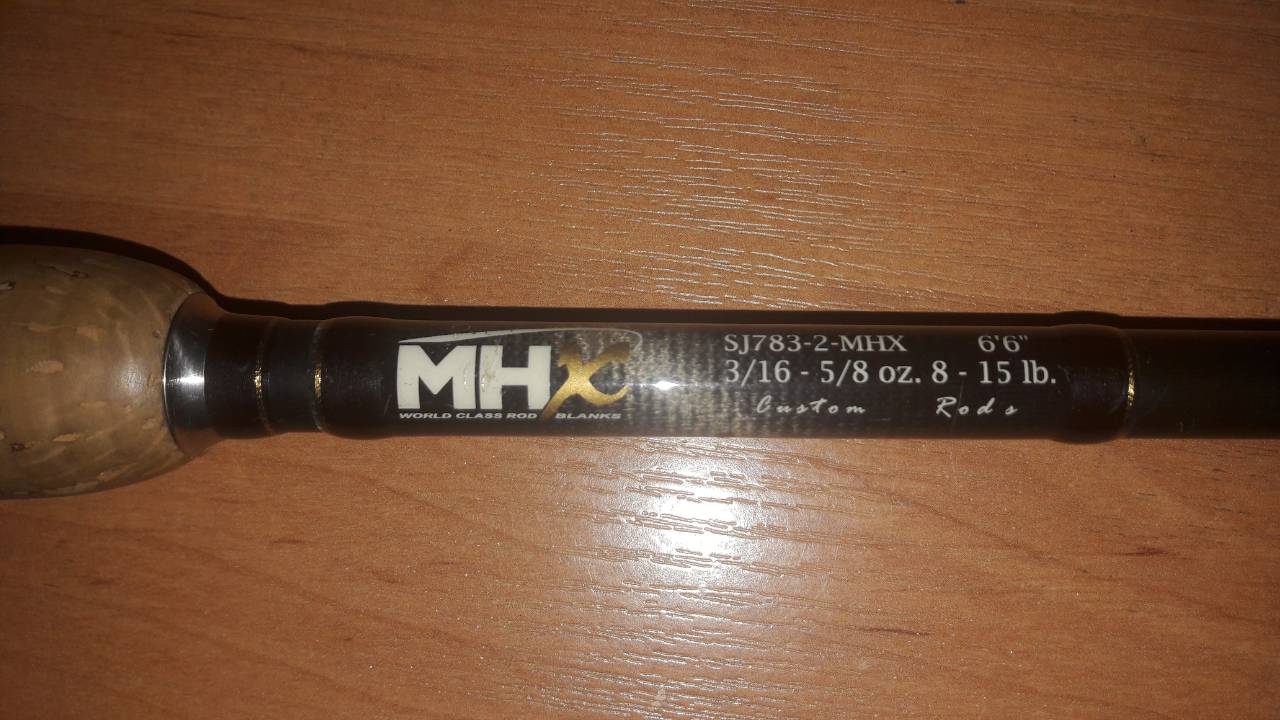 MHX
WORLD CLASS ROD BLANKS
SJ783-2-MHX 6'6"
3/16 - 5/8 oz. 8 - 15 lb.
Custom Rods